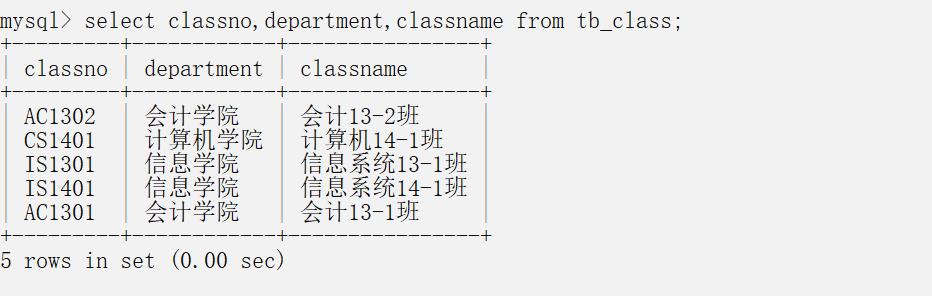 mysql> select classno,department,classname from tb_class;
+---------+------------+----------------+
| classno | department | classname      |
+---------+------------+----------------+
| AC1302  | 会计学院   | 会计13-2班     |
| CS1401  | 计算机学院 | 计算机14-1班   |
| IS1301  | 信息学院   | 信息系统13-1班 |
| IS1401  | 信息学院   | 信息系统14-1班 |
| AC1301  | 会计学院   | 会计13-1班     |
+---------+------------+----------------+
5 rows in set (0.00 sec)